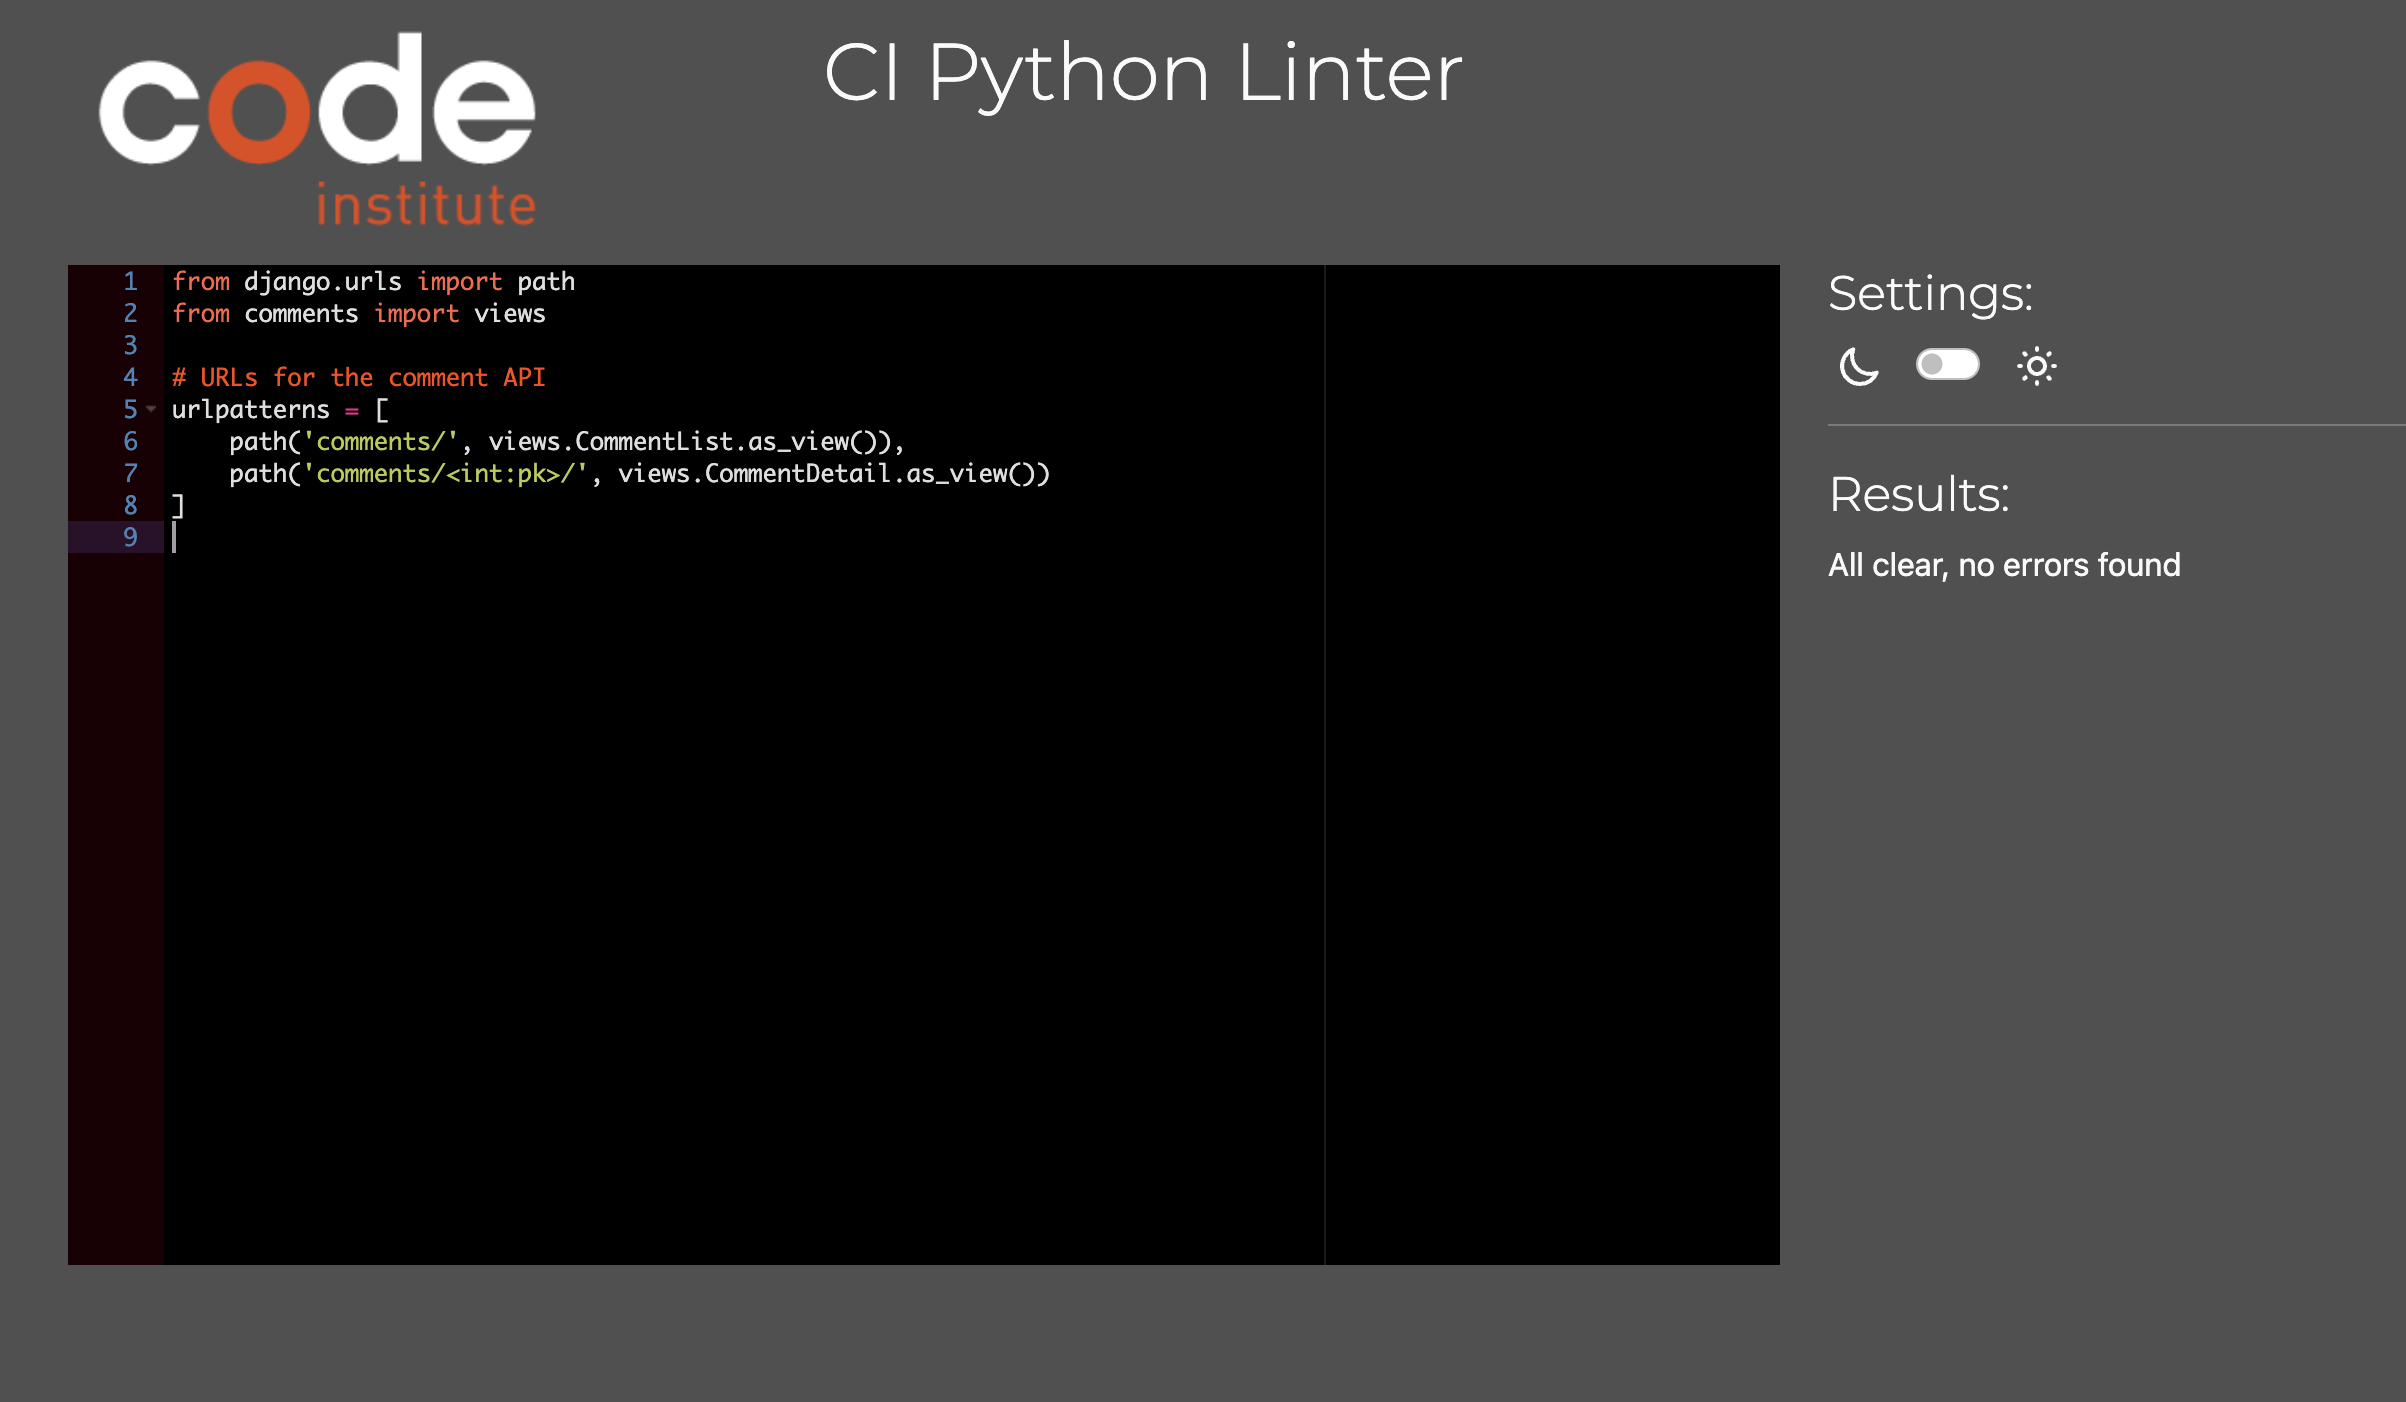 code
institute
CI Python Linter
1 from django.urls import path
2 from comments import views
3
4 # URLs for the comment API
5 urlpatterns = [
6     path('comments/', views.CommentList.as_view()),
7     path('comments/<int:pk>/', views.CommentDetail.as_view())
8 ]
9
Settings:
Results:
All clear, no errors found